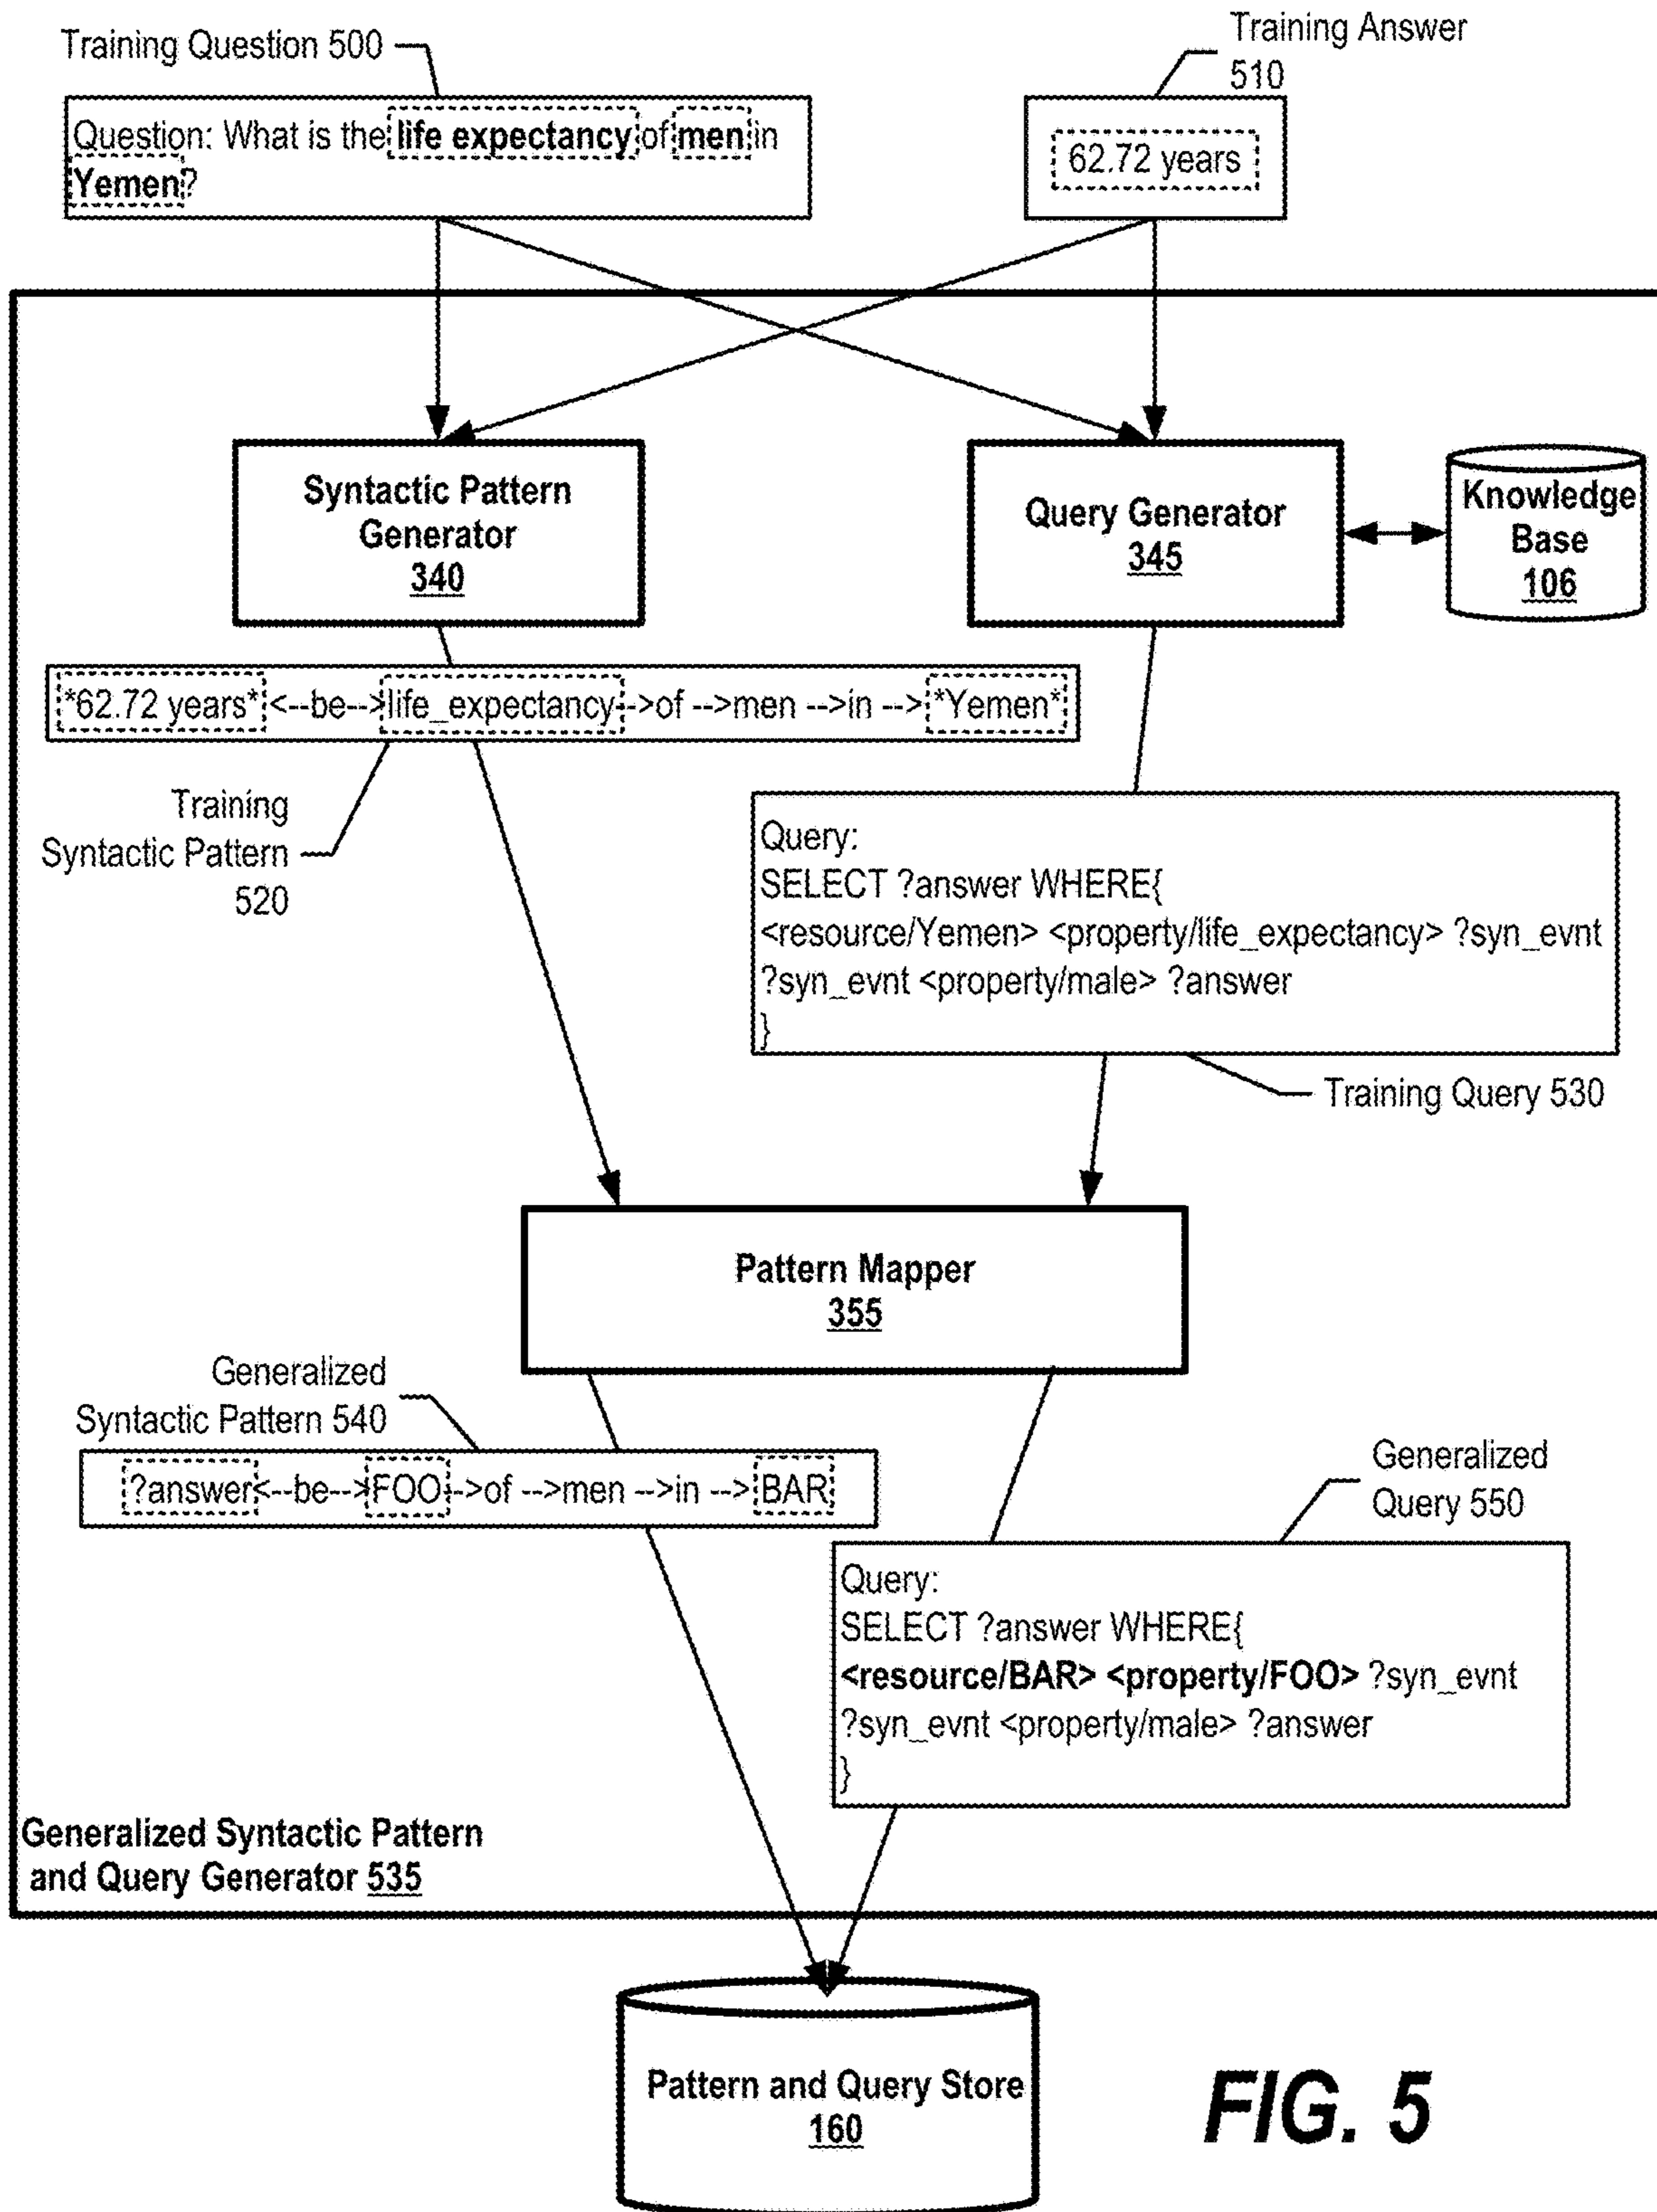 Training Question 500
Training Answer
510
Question: What is the life expectancy of men in
Yemen?
62.72 years
Syntactic Pattern
Generator
340
Query Generator
345
Knowledge
Base
106
*62.72 years* <--be-->life_expectancy-->of -->men -->in --> *Yemen*
Training
Syntactic Pattern
520
Query:
SELECT ?answer WHERE{
<resource/Yemen> <property/life_expectancy> ?syn_evnt
?syn_evnt <property/male> ?answer
}
Training Query 530
Pattern Mapper
355
Generalized
Syntactic Pattern 540
?answer<--be-->FOO-->of -->men -->in --> BAR
Generalized
Query 550
Query:
SELECT ?answer WHERE{
<resource/BAR> <property/FOO> ?syn_evnt
?syn_evnt <property/male> ?answer
}
Generalized Syntactic Pattern
and Query Generator 535
Pattern and Query Store
160
FIG. 5